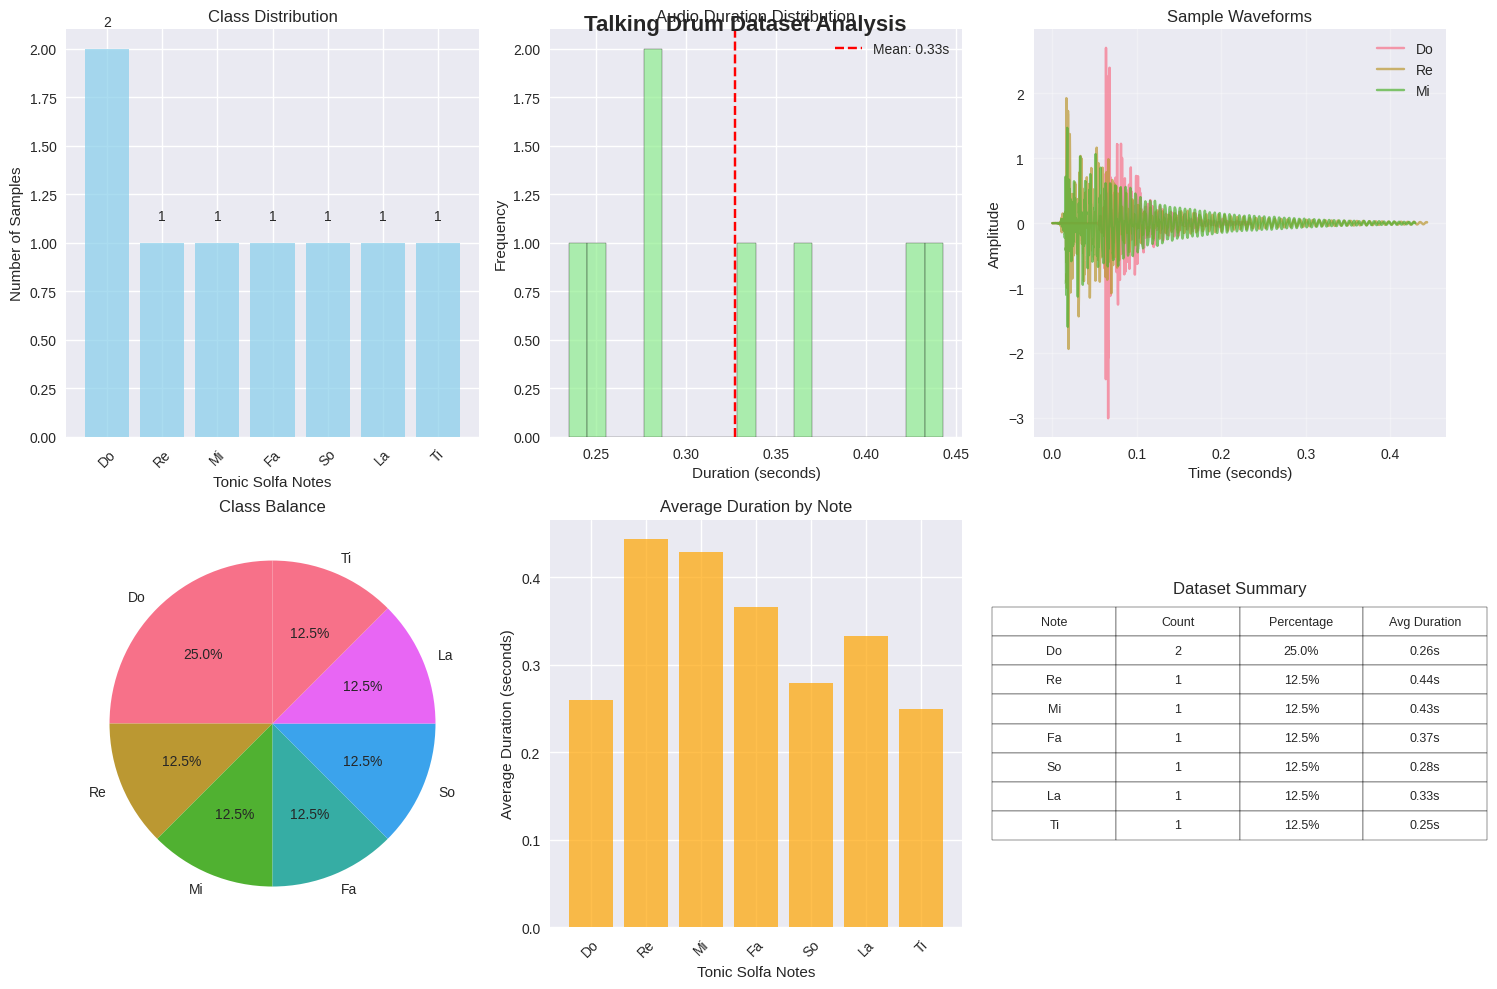 Talking Drum Dataset Analysis
Class Distribution
2
1
1
1
1
1
1
2.00
1.75
1.50
1.25
1.00
0.75
0.50
0.25
0.00
Number of Samples
Do
Re
Mi
Fa
So
La
Ti
Tonic Solfa Notes
Audio Duration Distribution
Mean: 0.33s
2.00
1.75
1.50
1.25
1.00
0.75
0.50
0.25
0.00
Frequency
0.25
0.30
0.35
0.40
0.45
Duration (seconds)
Sample Waveforms
Do
Re
Mi
2
1
0
−1
−2
−3
Amplitude
0.0
0.1
0.2
0.3
0.4
Time (seconds)
Class Balance
Ti
Do
12.5%
La
25.0%
12.5%
12.5%
12.5%
Re
So
12.5%
12.5%
Mi
Fa
Average Duration by Note
0.4
0.3
0.2
0.1
0.0
Average Duration (seconds)
Do
Re
Mi
Fa
So
La
Ti
Tonic Solfa Notes
Dataset Summary
Note Count Percentage Avg Duration
Do 2 25.0% 0.26s
Re 1 12.5% 0.44s
Mi 1 12.5% 0.43s
Fa 1 12.5% 0.37s
So 1 12.5% 0.28s
La 1 12.5% 0.33s
Ti 1 12.5% 0.25s